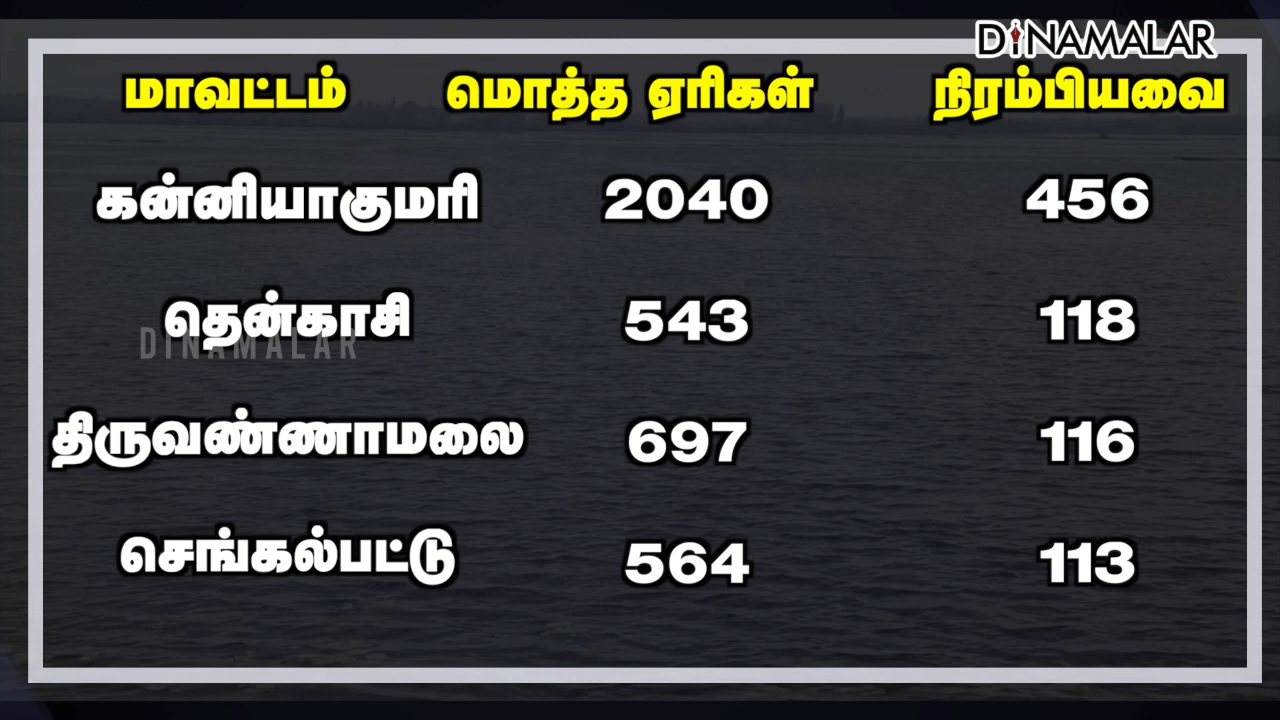 DINAMALAR
மாவட்டம் மொத்த ஏரிகள் நிரம்பியவை
கன்னியாகுமரி 2040 456
தென்காசி 543 118
DINAMALAR
திருவண்ணாமலை 697 116
செங்கல்பட்டு 564 113